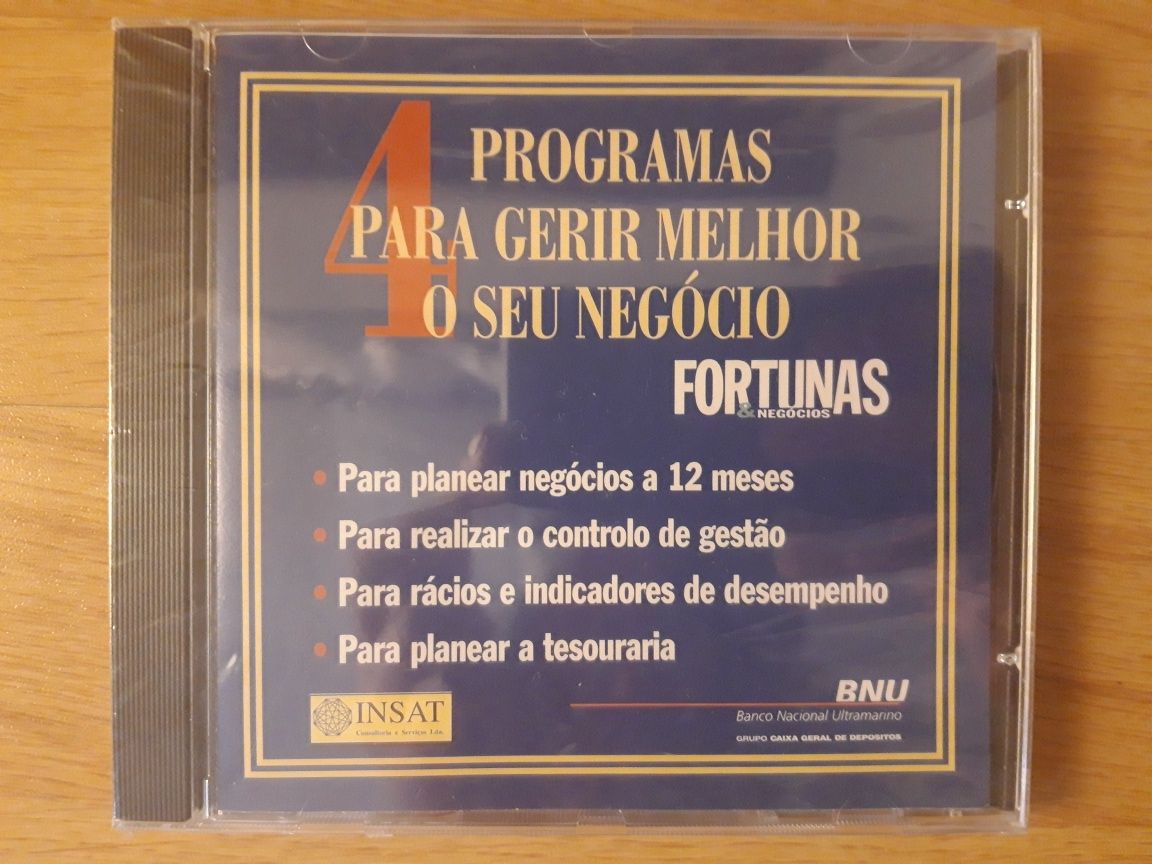 4 PROGRAMAS
PARA GERIR MELHOR
O SEU NEGÓCIO
FORTUNAS
& NEGÓCIOS
• Para planear negócios a 12 meses
• Para realizar o controlo de gestão
• Para rácios e indicadores de desempenho
• Para planear a tesouraria
INSAT
Consultoria e Serviços Lda.
BNU
Banco Nacional Ultramarino
GRUPO CAIXA GERAL DE DEPOSITOS